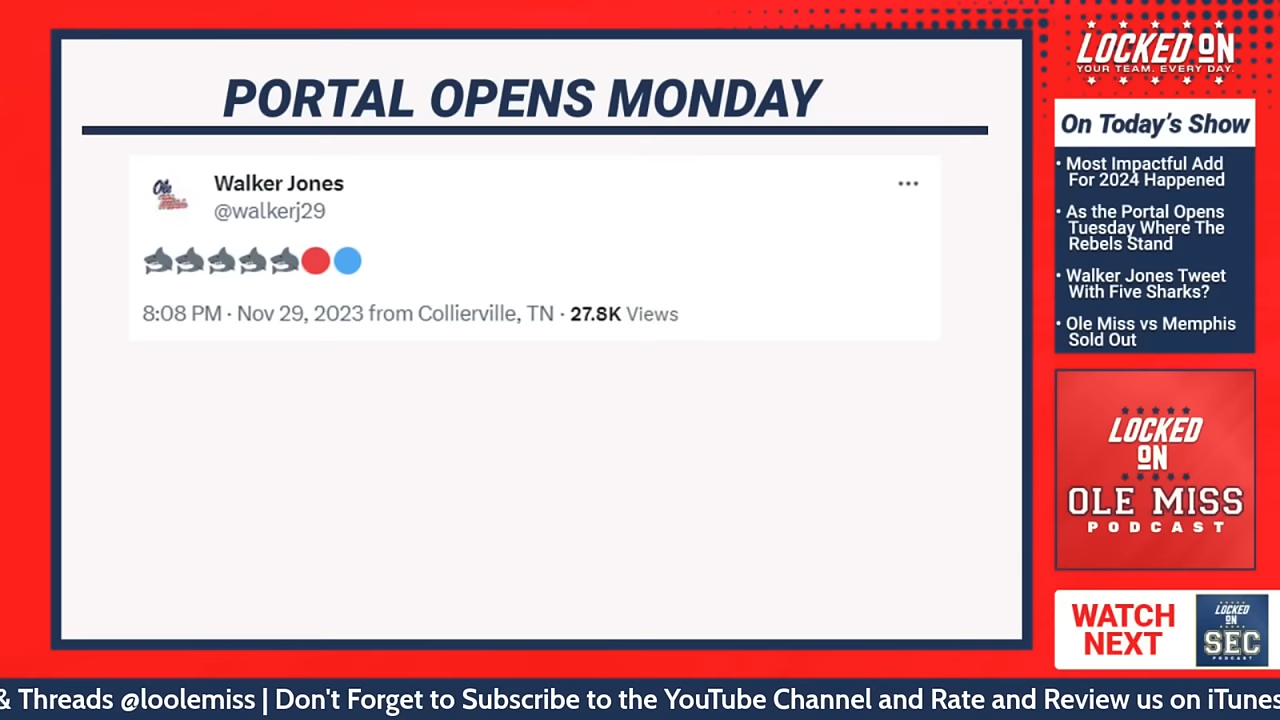 PORTAL OPENS MONDAY
Walker Jones
@walkerj29
8:08 PM · Nov 29, 2023 from Collierville, TN · 27.8K Views
LOCKED ON
YOUR TEAM. EVERY DAY.
On Today's Show
• Most Impactful Add
For 2024 Happened
• As the Portal Opens
Tuesday Where The
Rebels Stand
• Walker Jones Tweet
With Five Sharks?
• Ole Miss vs Memphis
Sold Out
LOCKED
ON
OLE MISS
PODCAST
WATCH
NEXT
LOCKED
ON
SEC
PODCAST
& Threads @loolemiss | Don't Forget to Subscribe to the YouTube Channel and Rate and Review us on iTunes